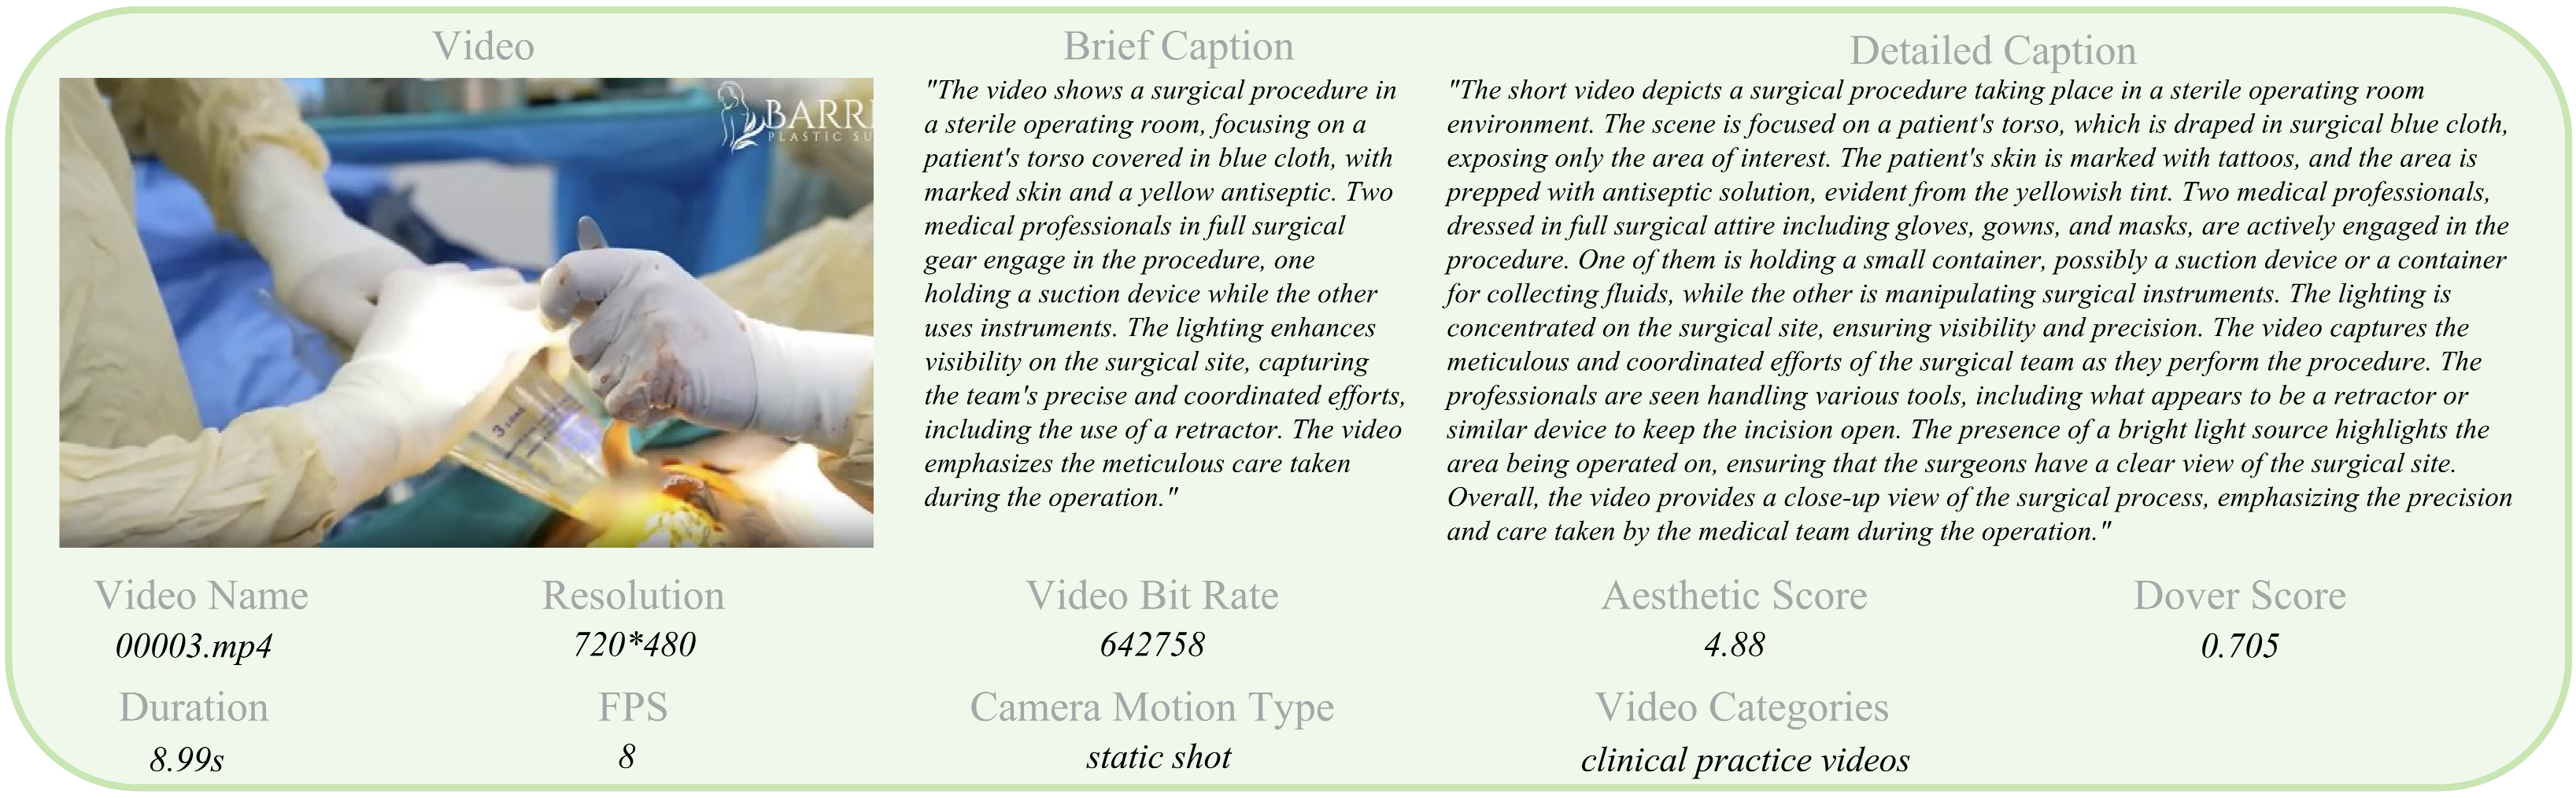 Video
BARR
PLASTIC SU
3
Brief Caption
"The video shows a surgical procedure in
a sterile operating room, focusing on a
patient's torso covered in blue cloth, with
marked skin and a yellow antiseptic. Two
medical professionals in full surgical
gear engage in the procedure, one
holding a suction device while the other
uses instruments. The lighting enhances
visibility on the surgical site, capturing
the team's precise and coordinated efforts,
including the use of a retractor. The video
emphasizes the meticulous care taken
during the operation."
Detailed Caption
"The short video depicts a surgical procedure taking place in a sterile operating room
environment. The scene is focused on a patient's torso, which is draped in surgical blue cloth,
exposing only the area of interest. The patient's skin is marked with tattoos, and the area is
prepped with antiseptic solution, evident from the yellowish tint. Two medical professionals,
dressed in full surgical attire including gloves, gowns, and masks, are actively engaged in the
procedure. One of them is holding a small container, possibly a suction device or a container
for collecting fluids, while the other is manipulating surgical instruments. The lighting is
concentrated on the surgical site, ensuring visibility and precision. The video captures the
meticulous and coordinated efforts of the surgical team as they perform the procedure. The
professionals are seen handling various tools, including what appears to be a retractor or
similar device to keep the incision open. The presence of a bright light source highlights the
area being operated on, ensuring that the surgeons have a clear view of the surgical site.
Overall, the video provides a close-up view of the surgical process, emphasizing the precision
and care taken by the medical team during the operation."
Video Name
00003.mp4
Resolution
720*480
Video Bit Rate
642758
Aesthetic Score
4.88
Dover Score
0.705
Duration
8.99s
FPS
8
Camera Motion Type
static shot
Video Categories
clinical practice videos